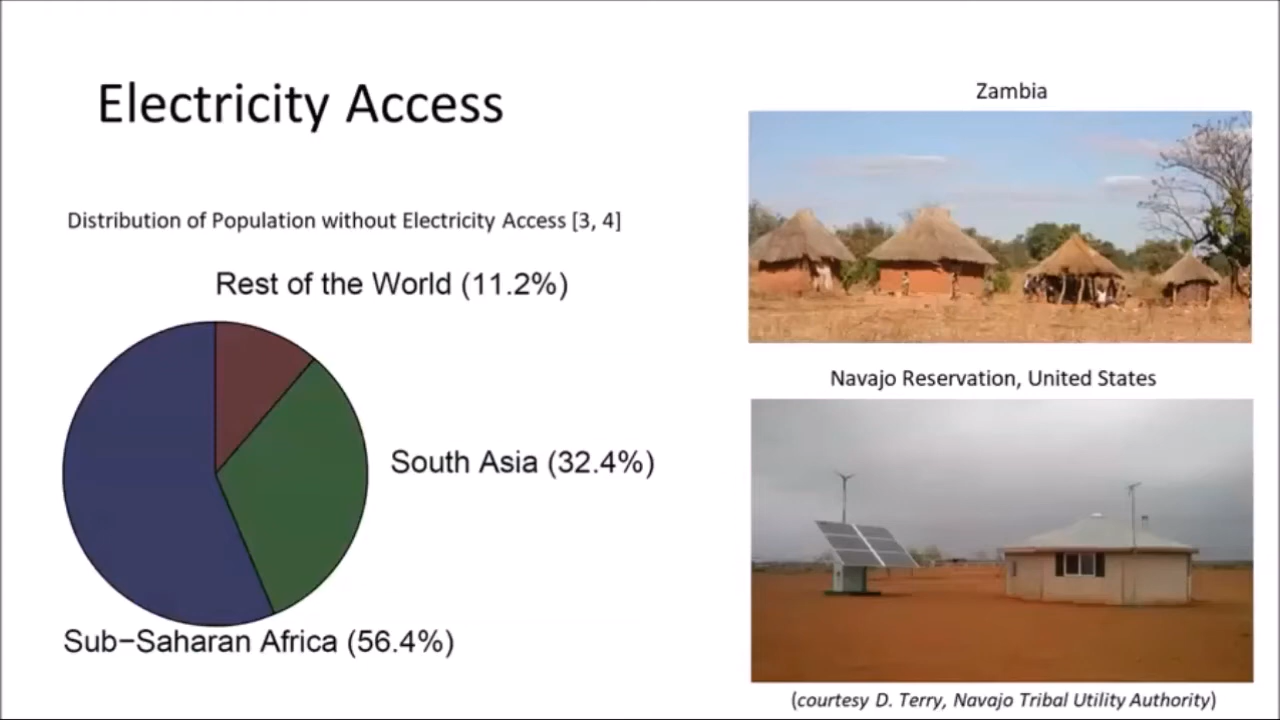 Electricity Access
Distribution of Population without Electricity Access [3, 4]
Rest of the World (11.2%)
South Asia (32.4%)
Sub−Saharan Africa (56.4%)
Zambia
Navajo Reservation, United States
(courtesy D. Terry, Navajo Tribal Utility Authority)